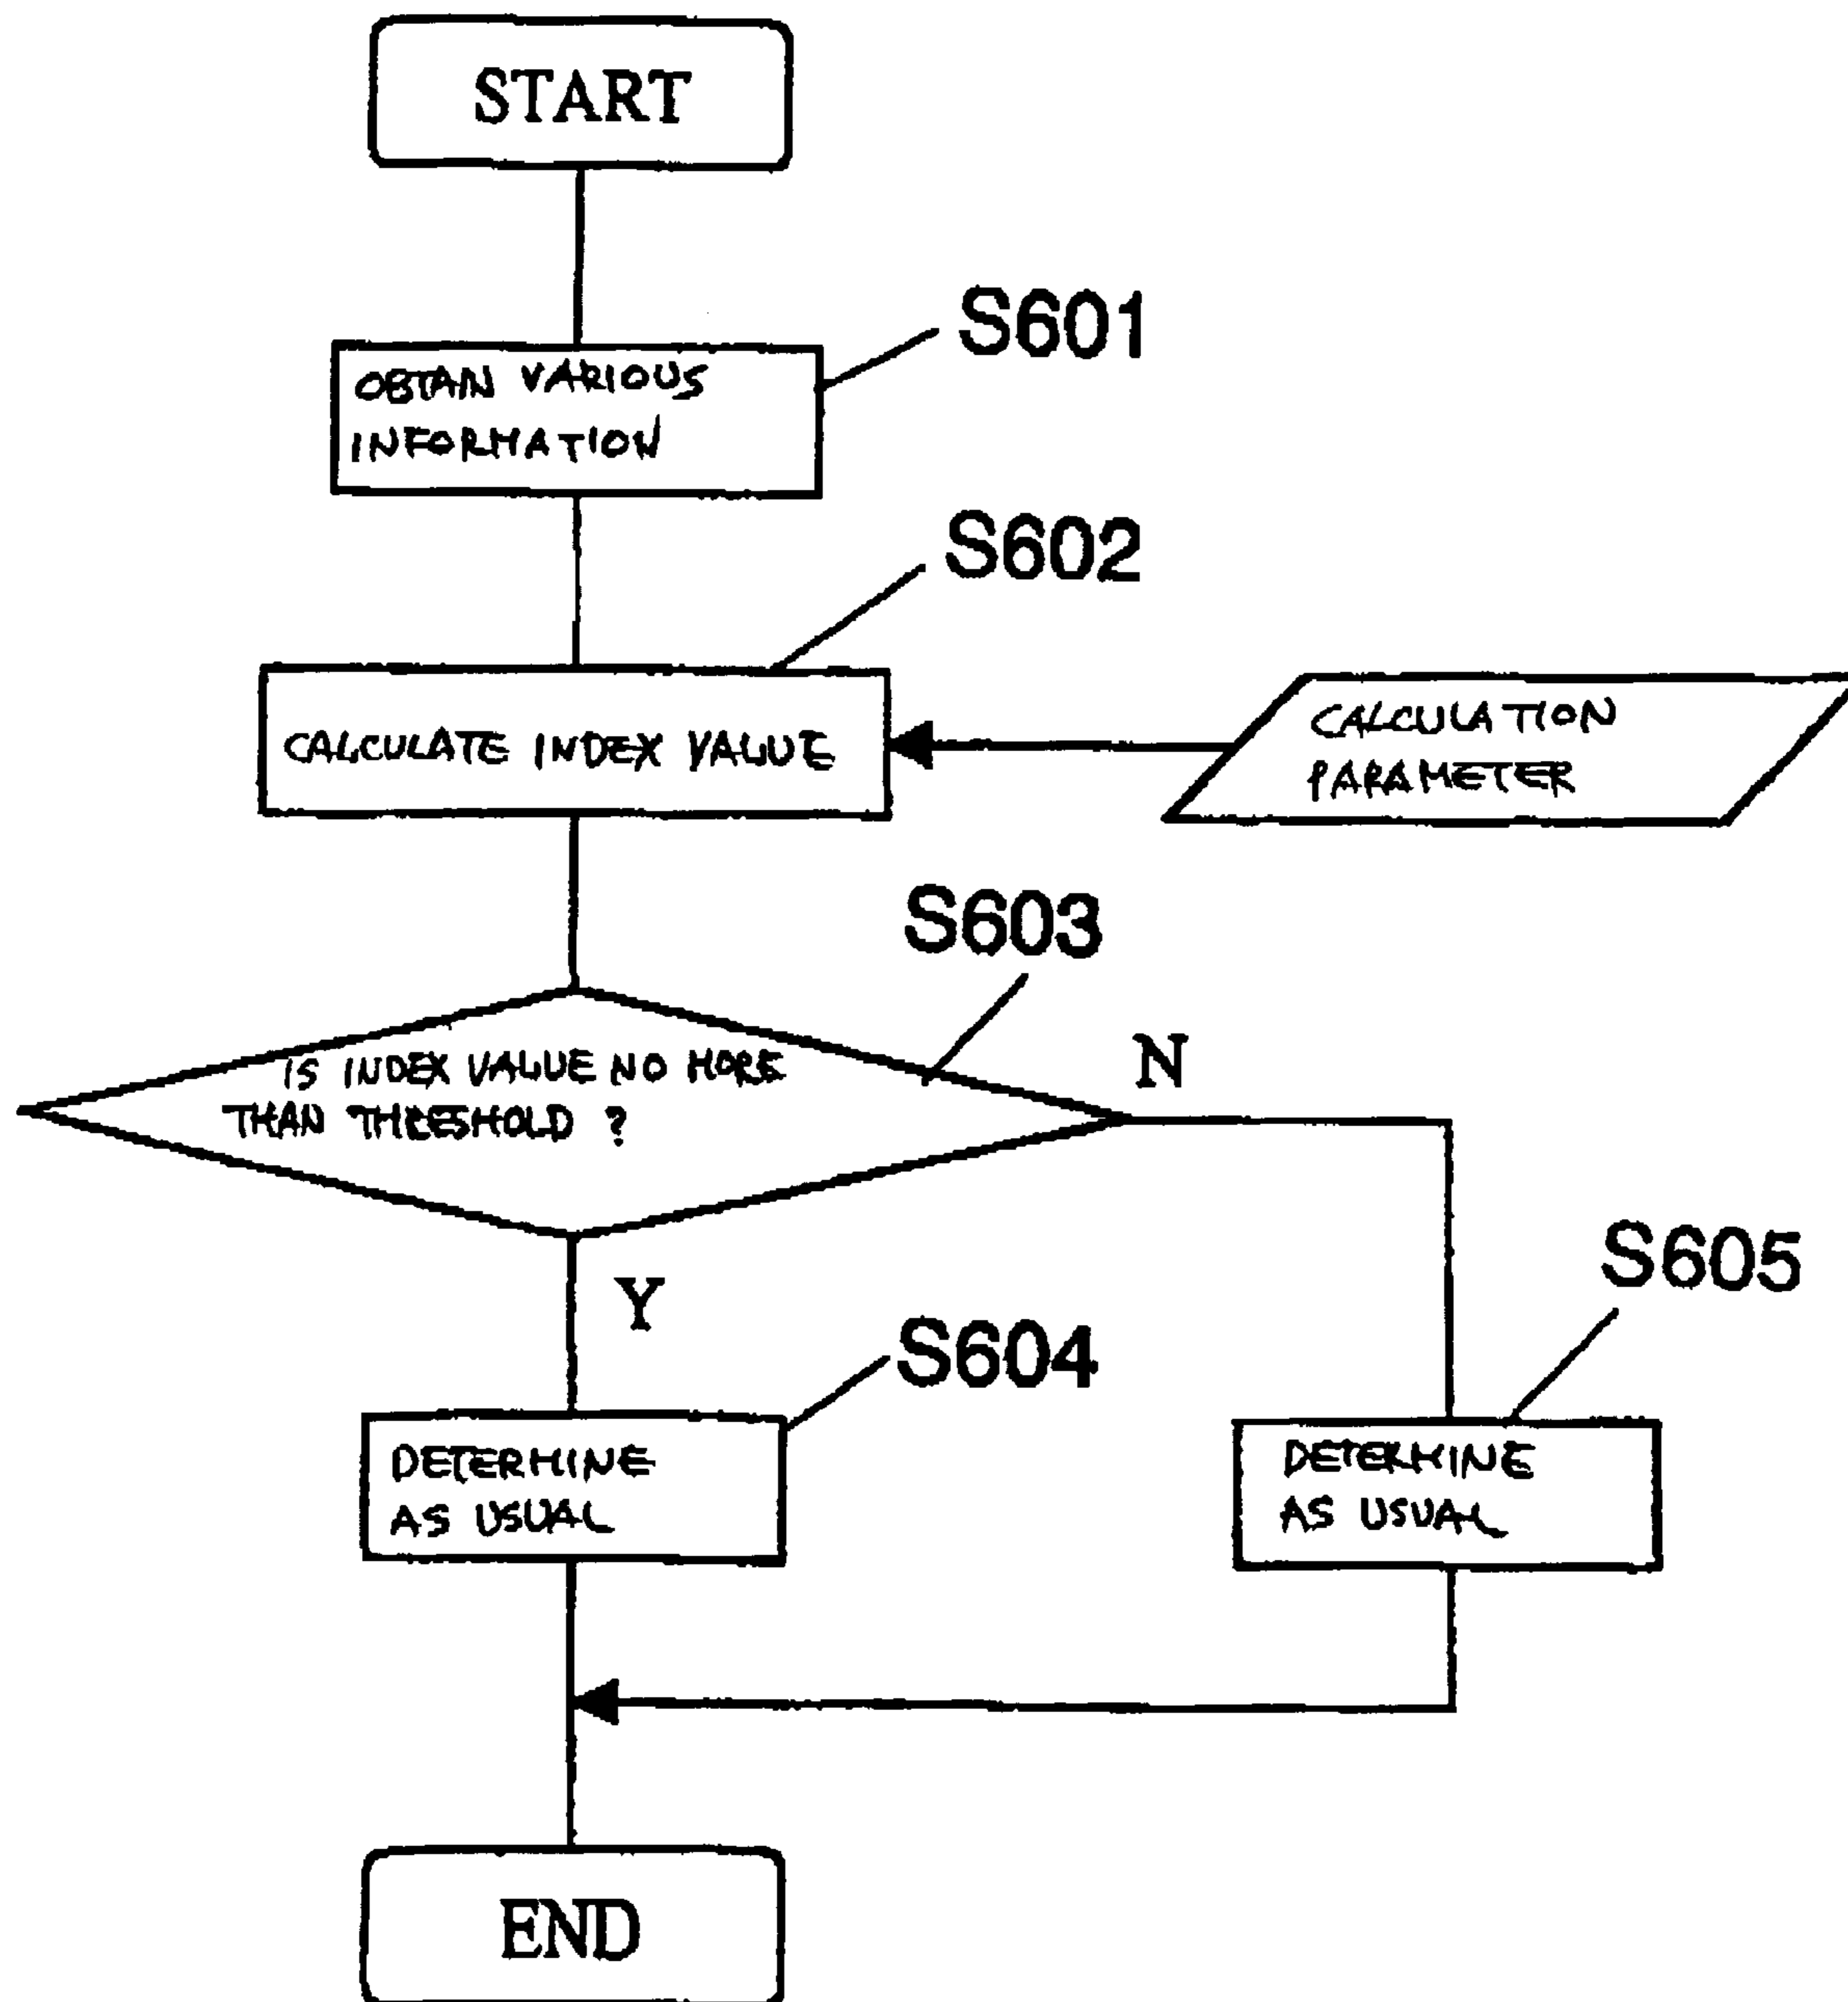 START
S601
OBTAIN VARIOUS
INFORMATION
S602
CALCULATE INDEX VALUE
CALCULATION
PARAMETER
S603
IS INDEX VALUE NO MORE
THAN THRESHOLD ?
N
Y
S604
DETERMINE
AS USUAL
S605
DETERMINE
AS USUAL
END